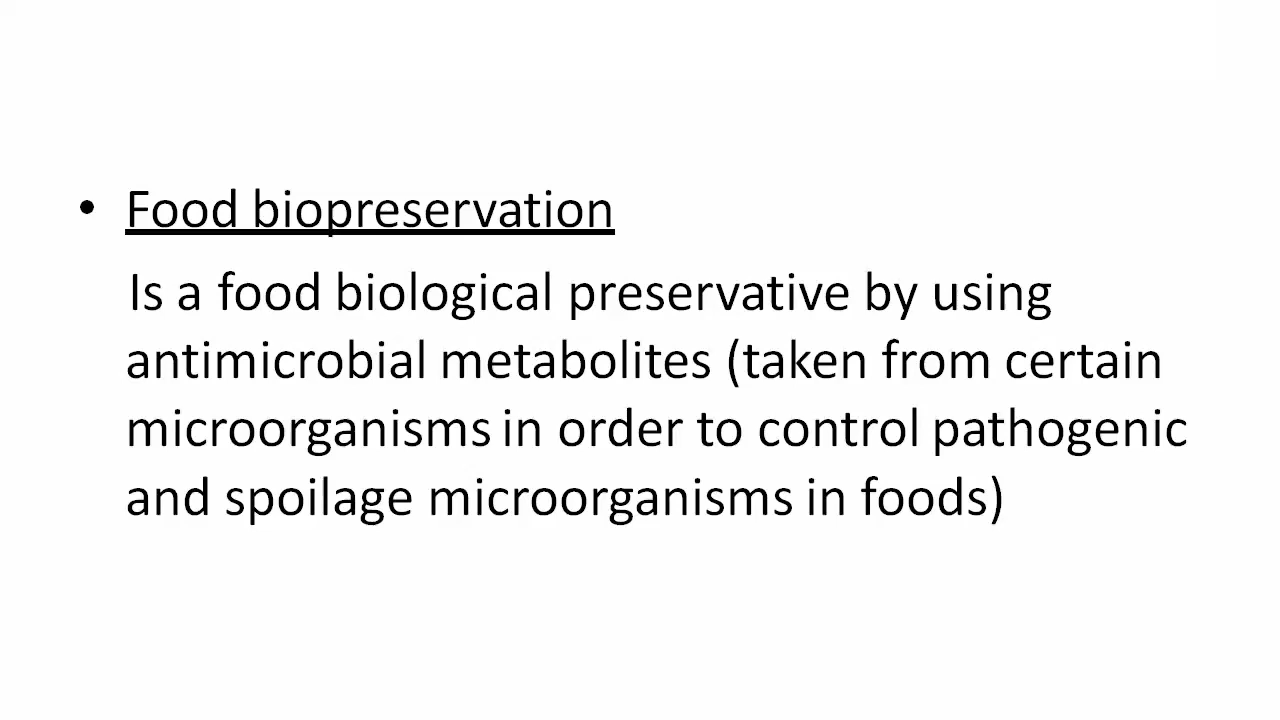 • Food biopreservation
Is a food biological preservative by using
antimicrobial metabolites (taken from certain
microorganisms in order to control pathogenic
and spoilage microorganisms in foods)